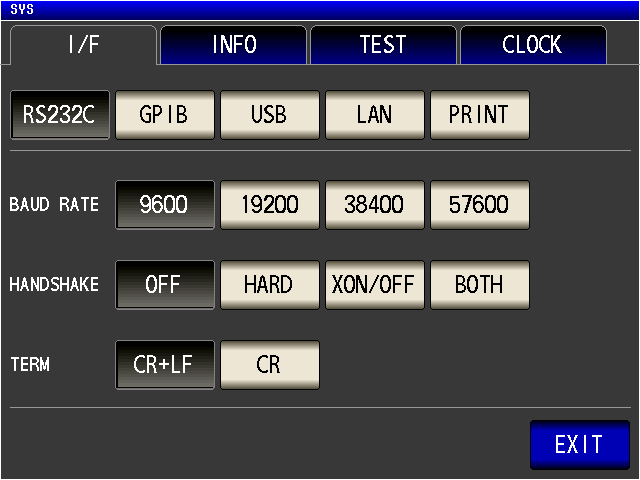 SYS
I/F INFO TEST CLOCK
RS232C GPIB USB LAN PRINT
BAUD RATE 9600 19200 38400 57600
HANDSHAKE OFF HARD XON/OFF BOTH
TERM CR+LF CR
EXIT